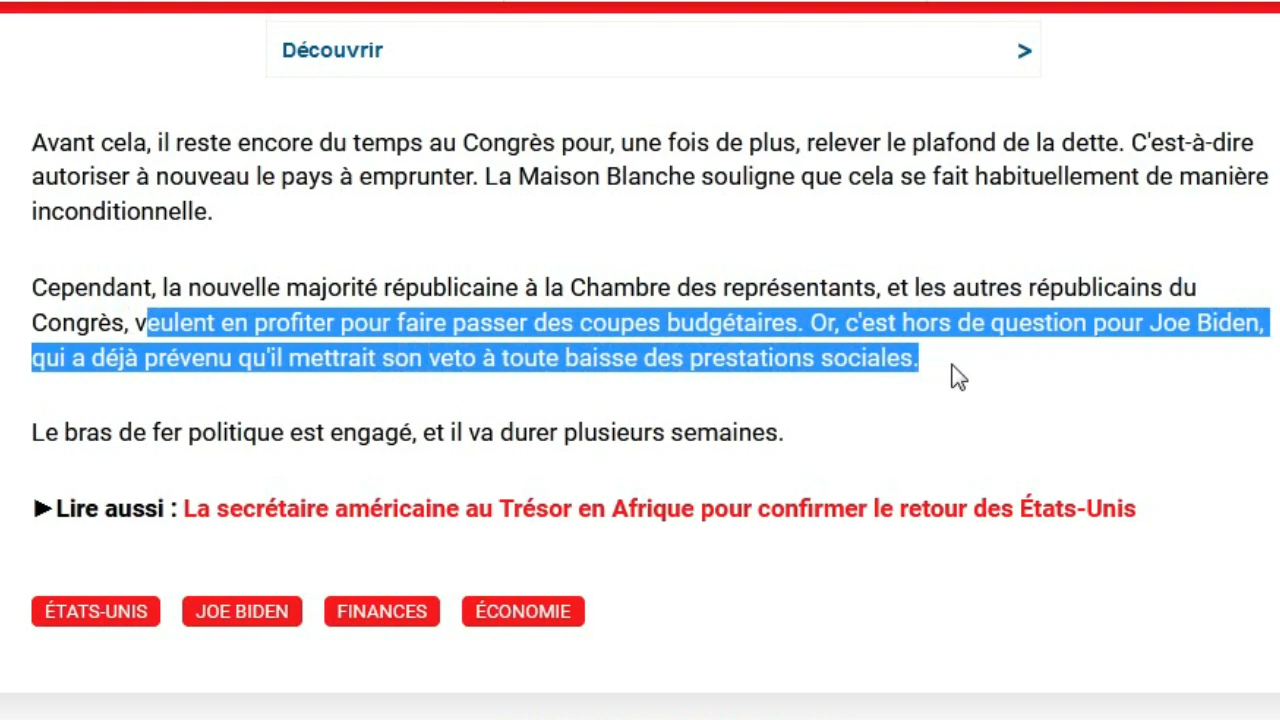 Découvrir >
Avant cela, il reste encore du temps au Congrès pour, une fois de plus, relever le plafond de la dette. C'est-à-dire
autoriser à nouveau le pays à emprunter. La Maison Blanche souligne que cela se fait habituellement de manière
inconditionnelle.
Cependant, la nouvelle majorité républicaine à la Chambre des représentants, et les autres républicains du
Congrès, veulent en profiter pour faire passer des coupes budgétaires. Or, c'est hors de question pour Joe Biden,
qui a déjà prévenu qu'il mettrait son veto à toute baisse des prestations sociales.
Le bras de fer politique est engagé, et il va durer plusieurs semaines.
►Lire aussi : La secrétaire américaine au Trésor en Afrique pour confirmer le retour des États-Unis
ÉTATS-UNIS JOE BIDEN FINANCES ÉCONOMIE